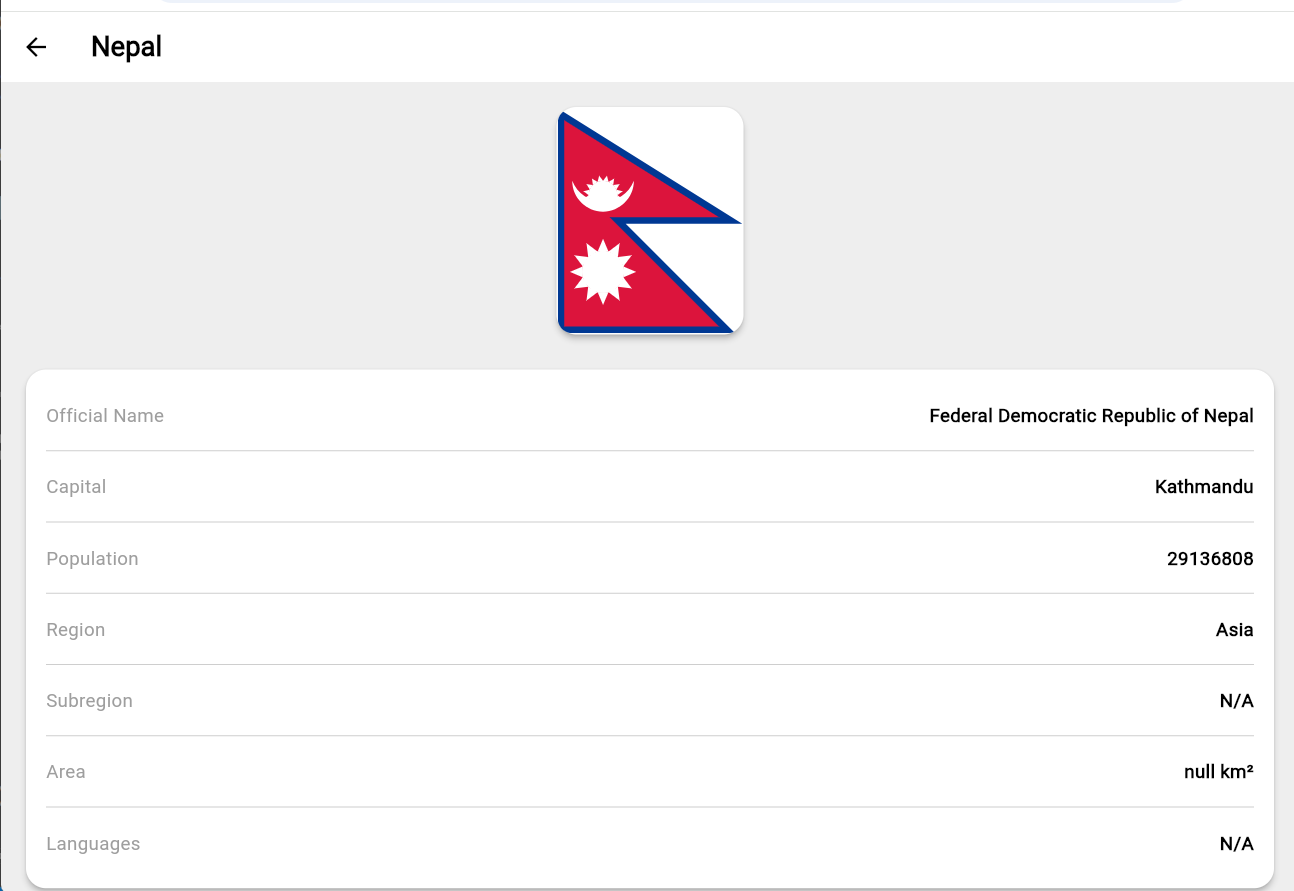 Nepal
Official Name Federal Democratic Republic of Nepal
Capital Kathmandu
Population 29136808
Region Asia
Subregion N/A
Area null km²
Languages N/A